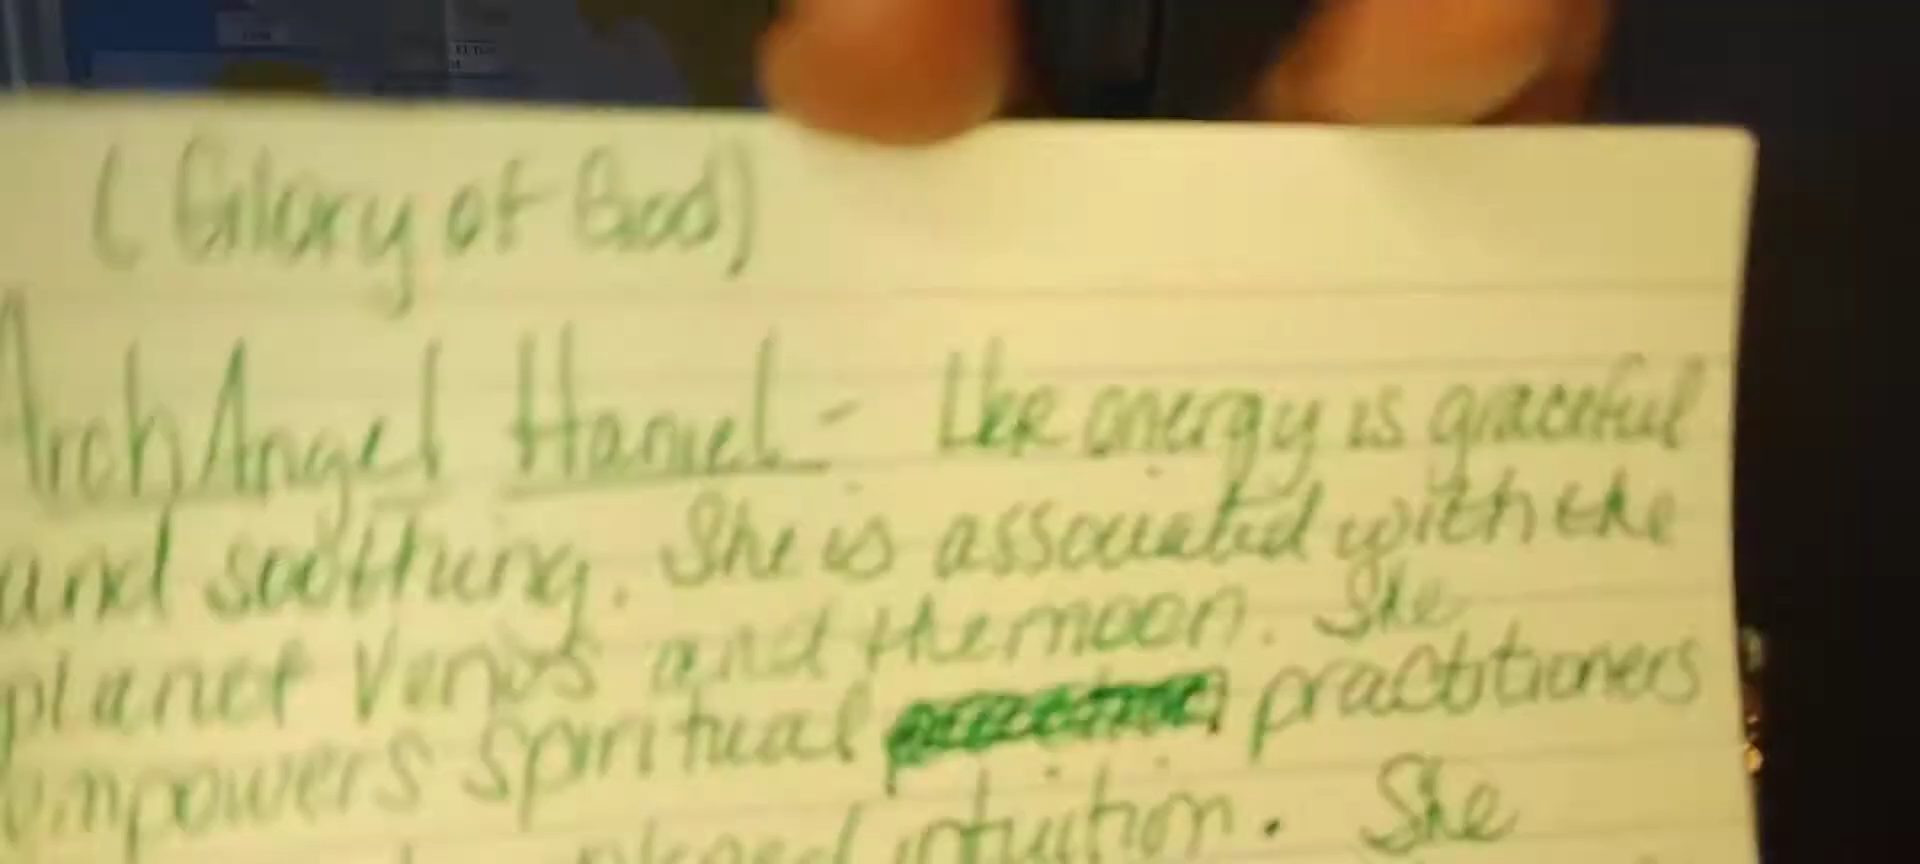 (Glory of God)
ArchAngel Haniel - Her energy is graceful
and soothing. She is associated with the
planet Venus and the moon. She
empowers spiritual practitioners
intuition. She